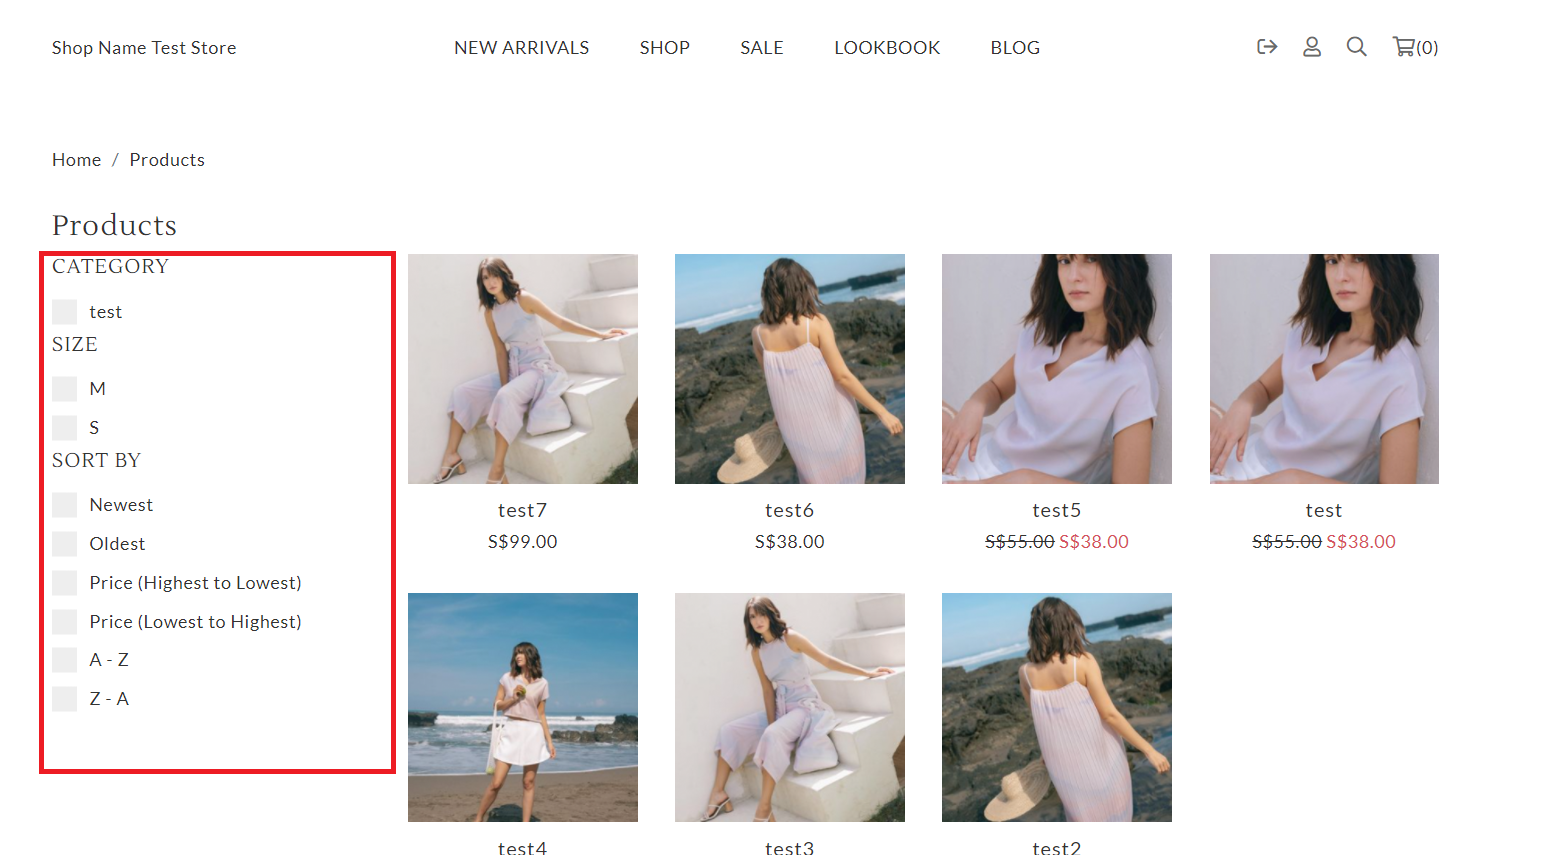 Shop Name Test Store
NEW ARRIVALS SHOP SALE LOOKBOOK BLOG
(0)
Home / Products
Products
CATEGORY
test
SIZE
M
S
SORT BY
Newest
Oldest
Price (Highest to Lowest)
Price (Lowest to Highest)
A - Z
Z - A
test7
S$99.00
test6
S$38.00
test5
S$55.00 S$38.00
test
S$55.00 S$38.00
test4
test3
test2